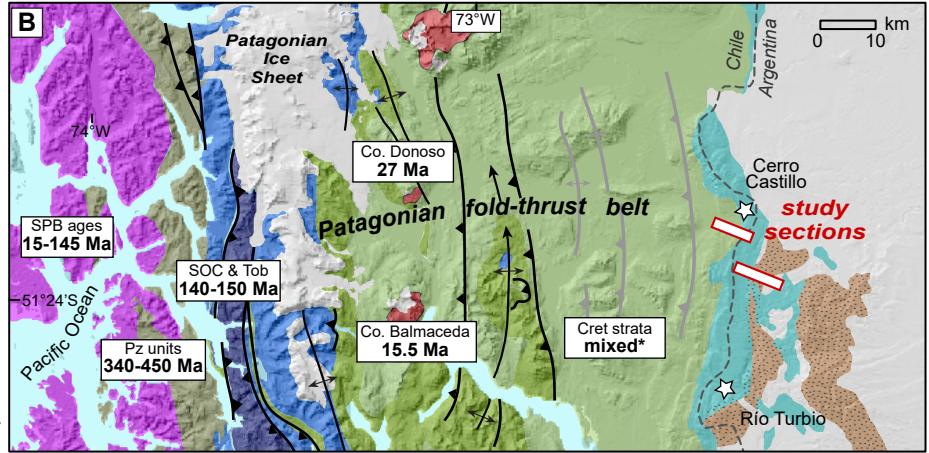 B
Patagonian
Ice
Sheet
73°W
Chile
Argentina
km
0 10
74°W
Co. Donoso
27 Ma
Cerro
Castillo
SPB ages
15-145 Ma
Patagonian fold-thrust belt
study
sections
SOC & Tob
140-150 Ma
51°24'S
Pacific Ocean
Pz units
340-450 Ma
Co. Balmaceda
15.5 Ma
Cret strata
mixed*
Río Turbio